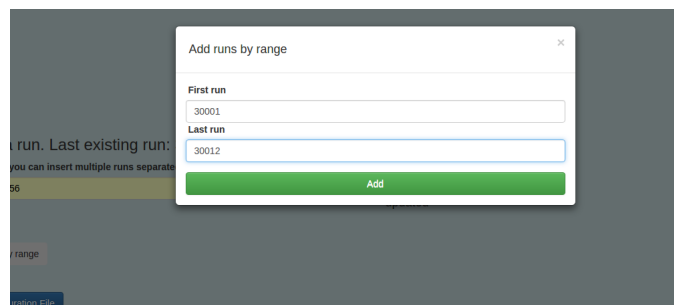 Add runs by range
×
First run
30001
Last run
30012
Add
a run. Last existing run:
you can insert multiple runs separate
56
range
uration File